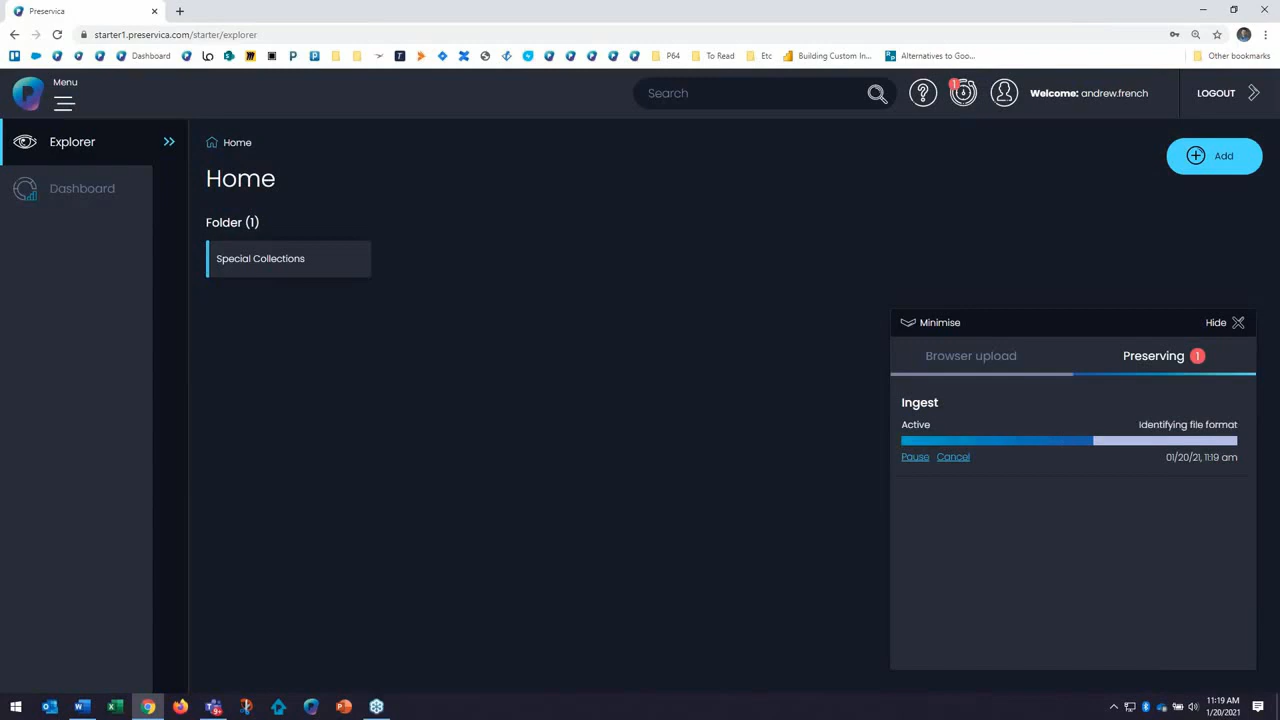 Preservica
starter1.preservica.com/starter/explorer
Dashboard
P64
To Read
Etc
Building Custom In...
Alternatives to Goo...
Other bookmarks
Menu
Search
1
Welcome: andrew.french
LOGOUT
Explorer
Home
Add
Dashboard
Home
Folder (1)
Special Collections
Minimise
Hide
Browser upload
Preserving 1
Ingest
Active
Identifying file format
Pause Cancel
01/20/21, 11:19 am
11:19 AM
1/20/2021